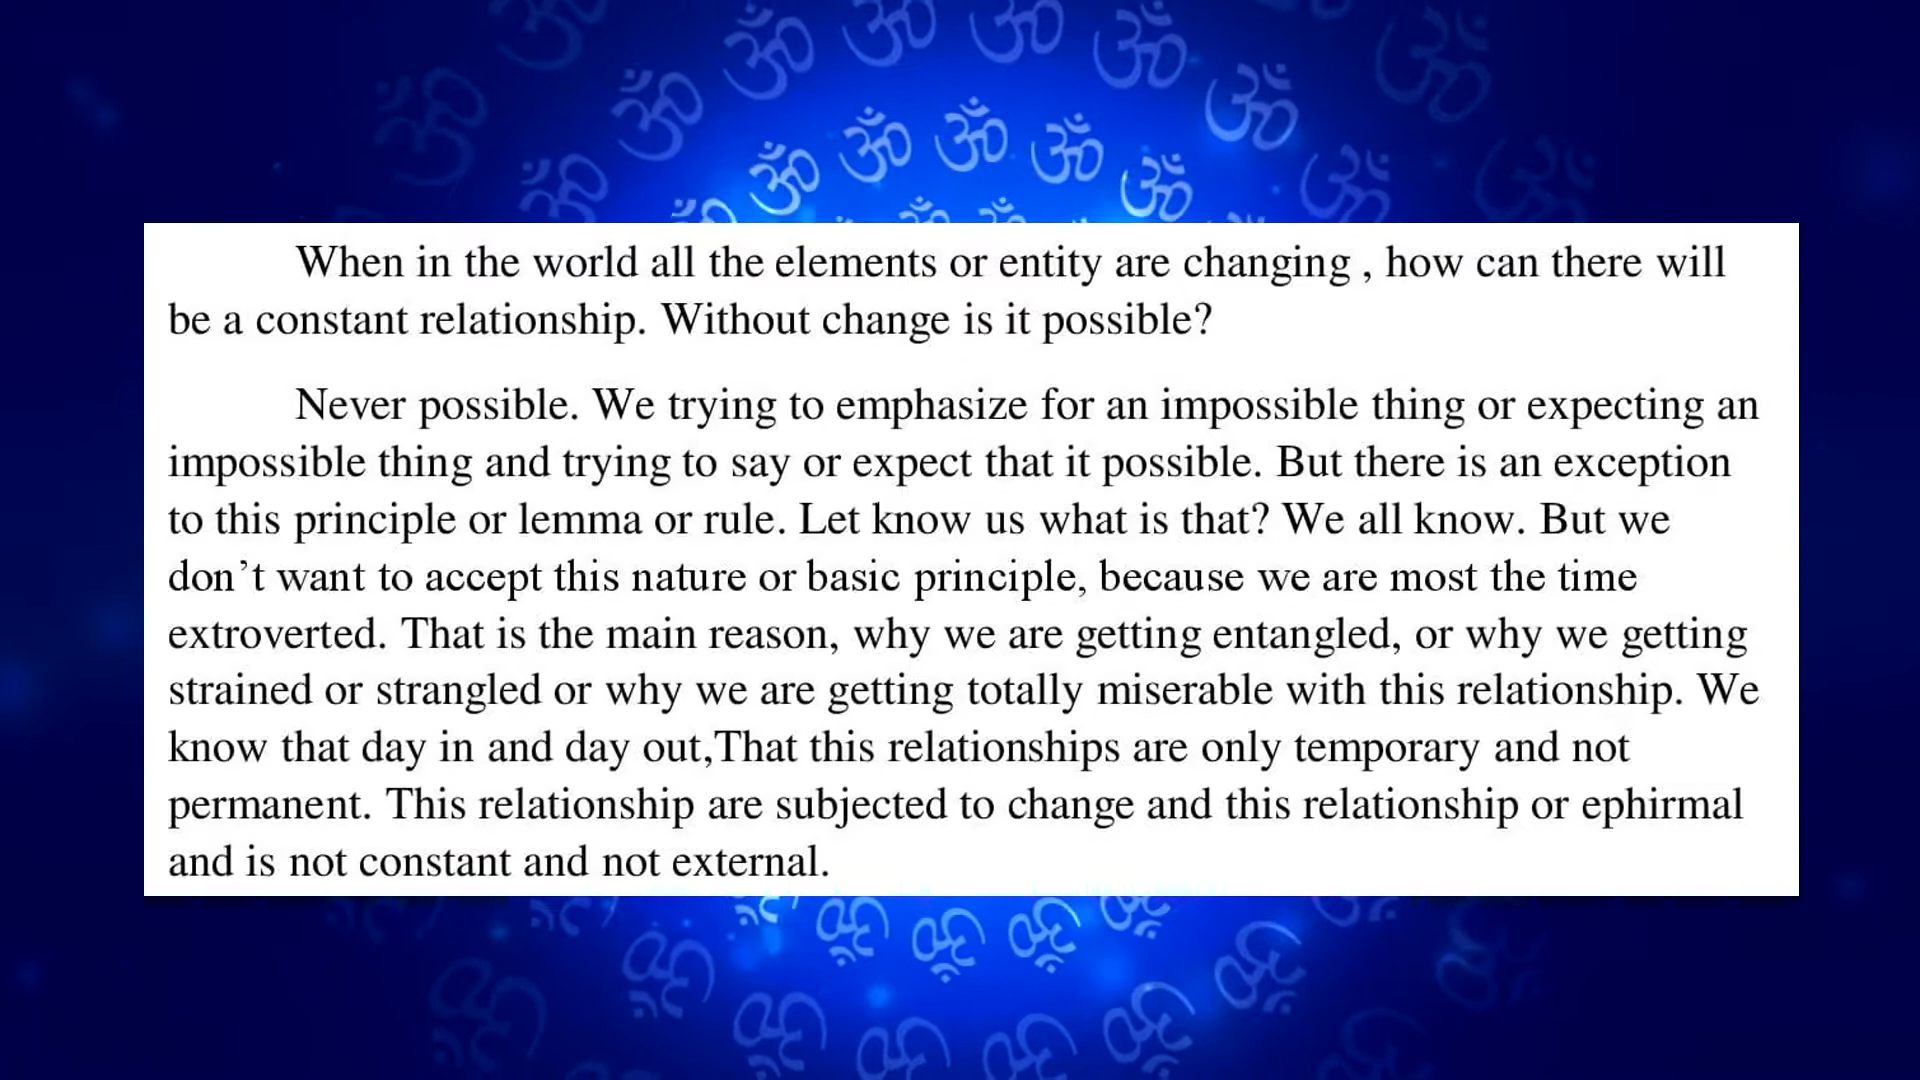 When in the world all the elements or entity are changing , how can there will
be a constant relationship. Without change is it possible?
Never possible. We trying to emphasize for an impossible thing or expecting an
impossible thing and trying to say or expect that it possible. But there is an exception
to this principle or lemma or rule. Let know us what is that? We all know. But we
don’t want to accept this nature or basic principle, because we are most the time
extroverted. That is the main reason, why we are getting entangled, or why we getting
strained or strangled or why we are getting totally miserable with this relationship. We
know that day in and day out,That this relationships are only temporary and not
permanent. This relationship are subjected to change and this relationship or ephirmal
and is not constant and not external.